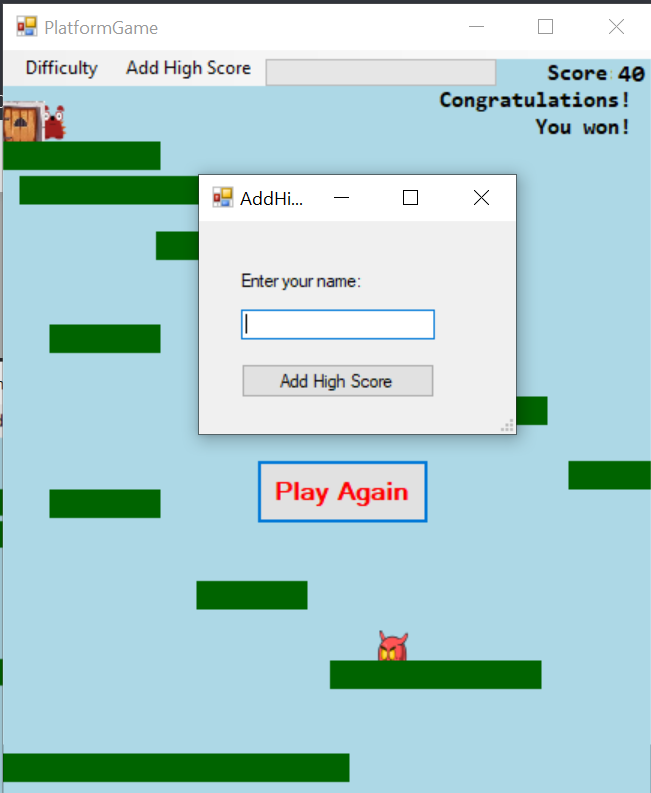 PlatformGame
Difficulty Add High Score
Score: 40
Congratulations!
You won!
AddHi...
Enter your name:
Add High Score
Play Again